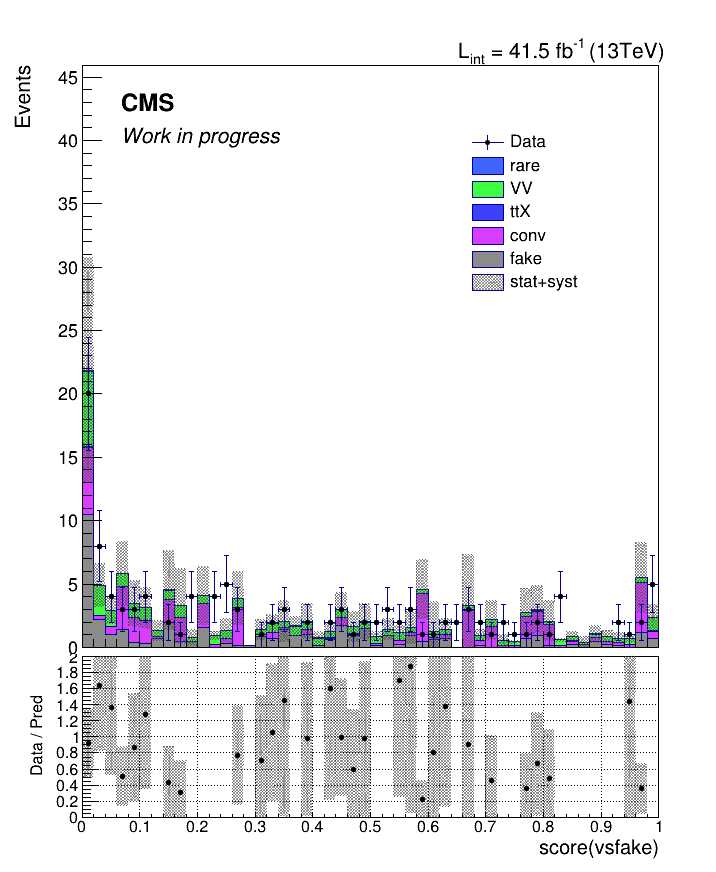 L_int = 41.5 fb⁻¹ (13TeV)
Events
45
40
35
30
25
20
15
10
5
0
CMS
Work in progress
Data
rare
VV
ttX
conv
fake
stat+syst
Data / Pred
2
1.8
1.6
1.4
1.2
1
0.8
0.6
0.4
0.2
0
0 0.1 0.2 0.3 0.4 0.5 0.6 0.7 0.8 0.9 1
score(vsfake)